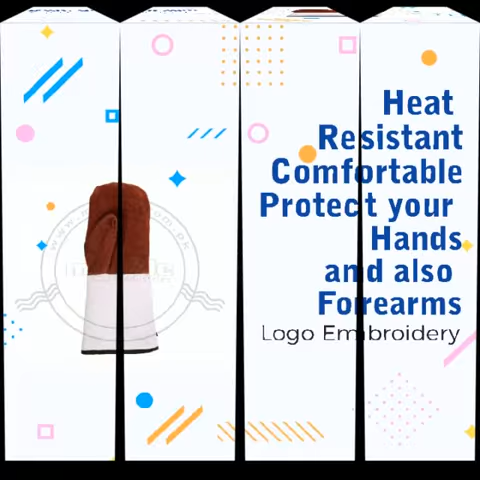 Heat
Resistant
Comfortable
Protect your
Hands
and also
Forearms
Logo Embroidery